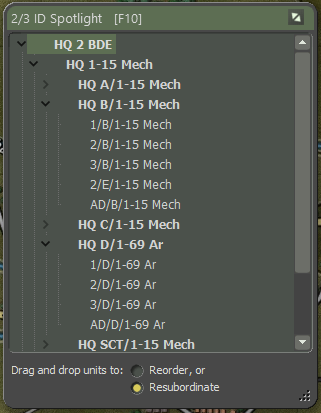 2/3 ID Spotlight [F10]
HQ 2 BDE
HQ 1-15 Mech
HQ A/1-15 Mech
HQ B/1-15 Mech
1/B/1-15 Mech
2/B/1-15 Mech
3/B/1-15 Mech
2/E/1-15 Mech
AD/B/1-15 Mech
HQ C/1-15 Mech
HQ D/1-69 Ar
1/D/1-69 Ar
2/D/1-69 Ar
3/D/1-69 Ar
AD/D/1-69 Ar
HQ SCT/1-15 Mech
Drag and drop units to: Reorder, or
Resubordinate